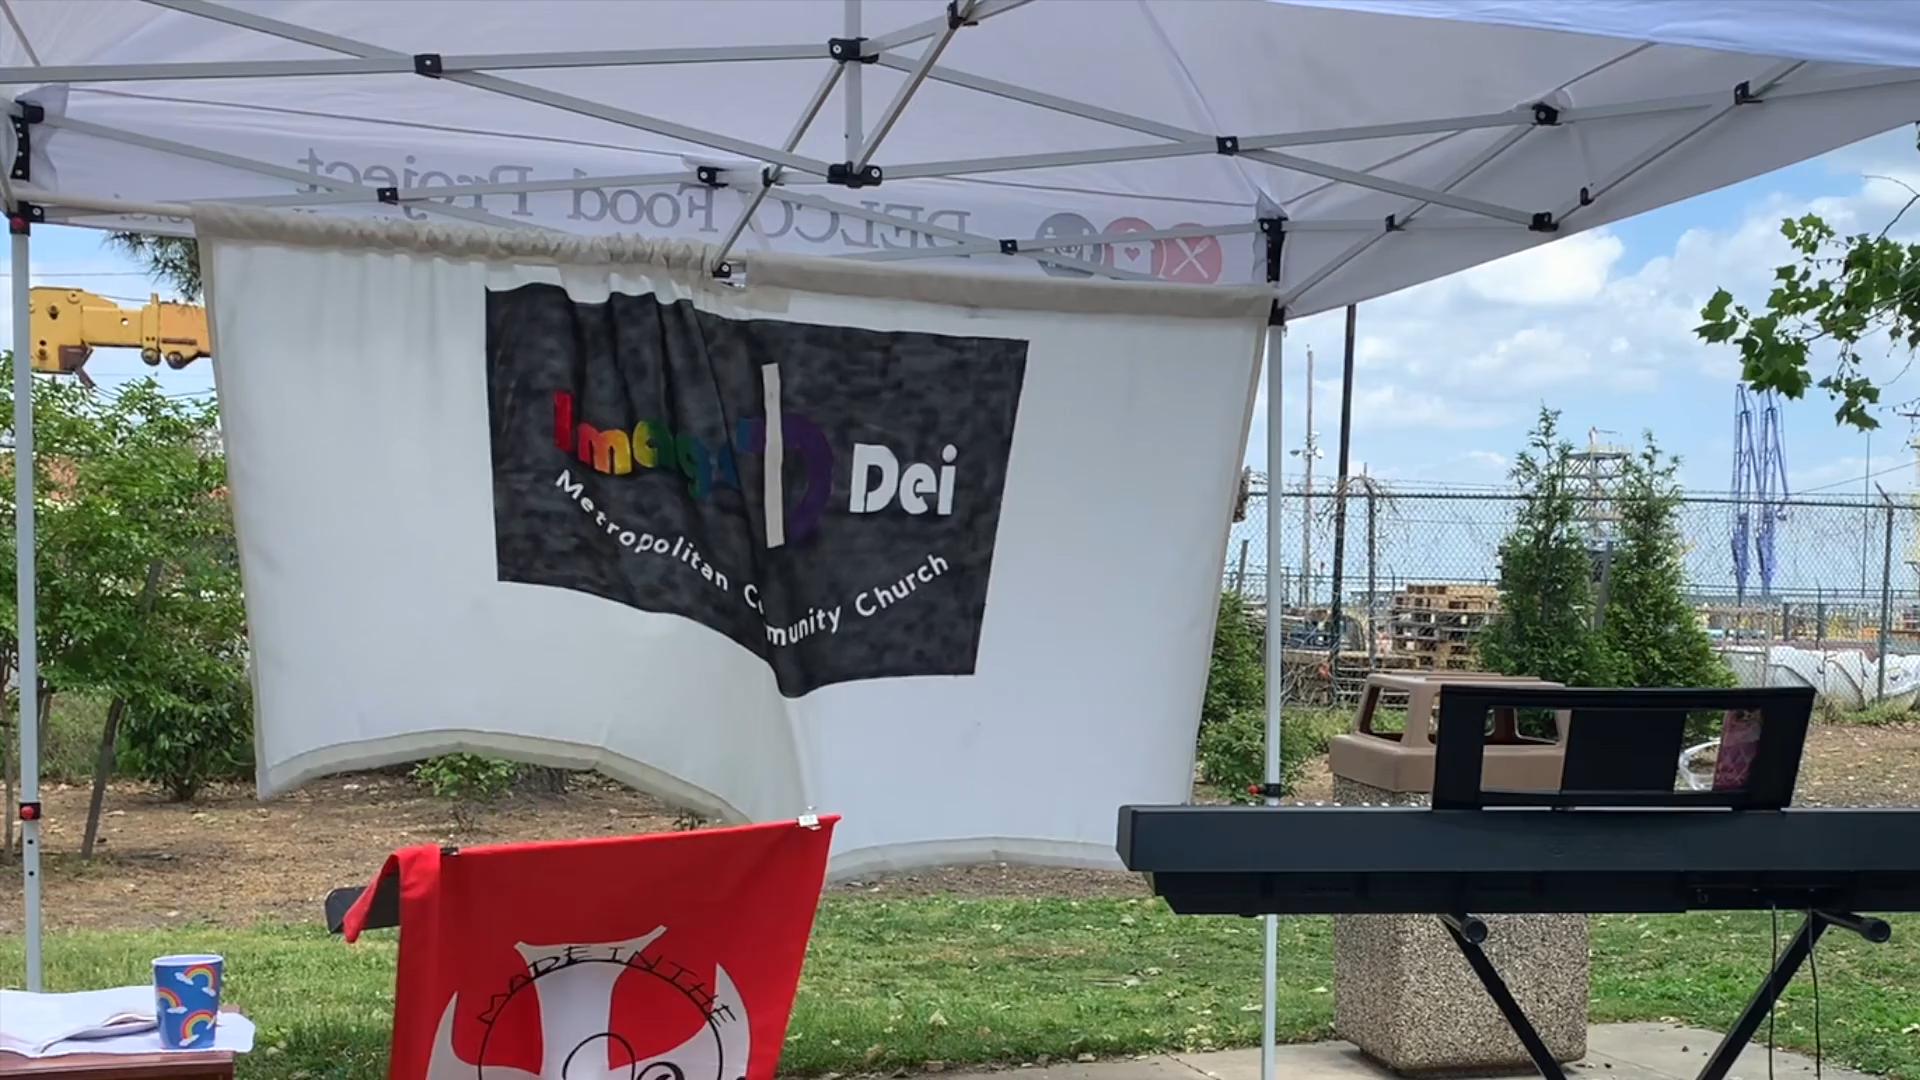 DELCO Food Project
Imago Dei
Metropolitan Community Church
MADE IN THE